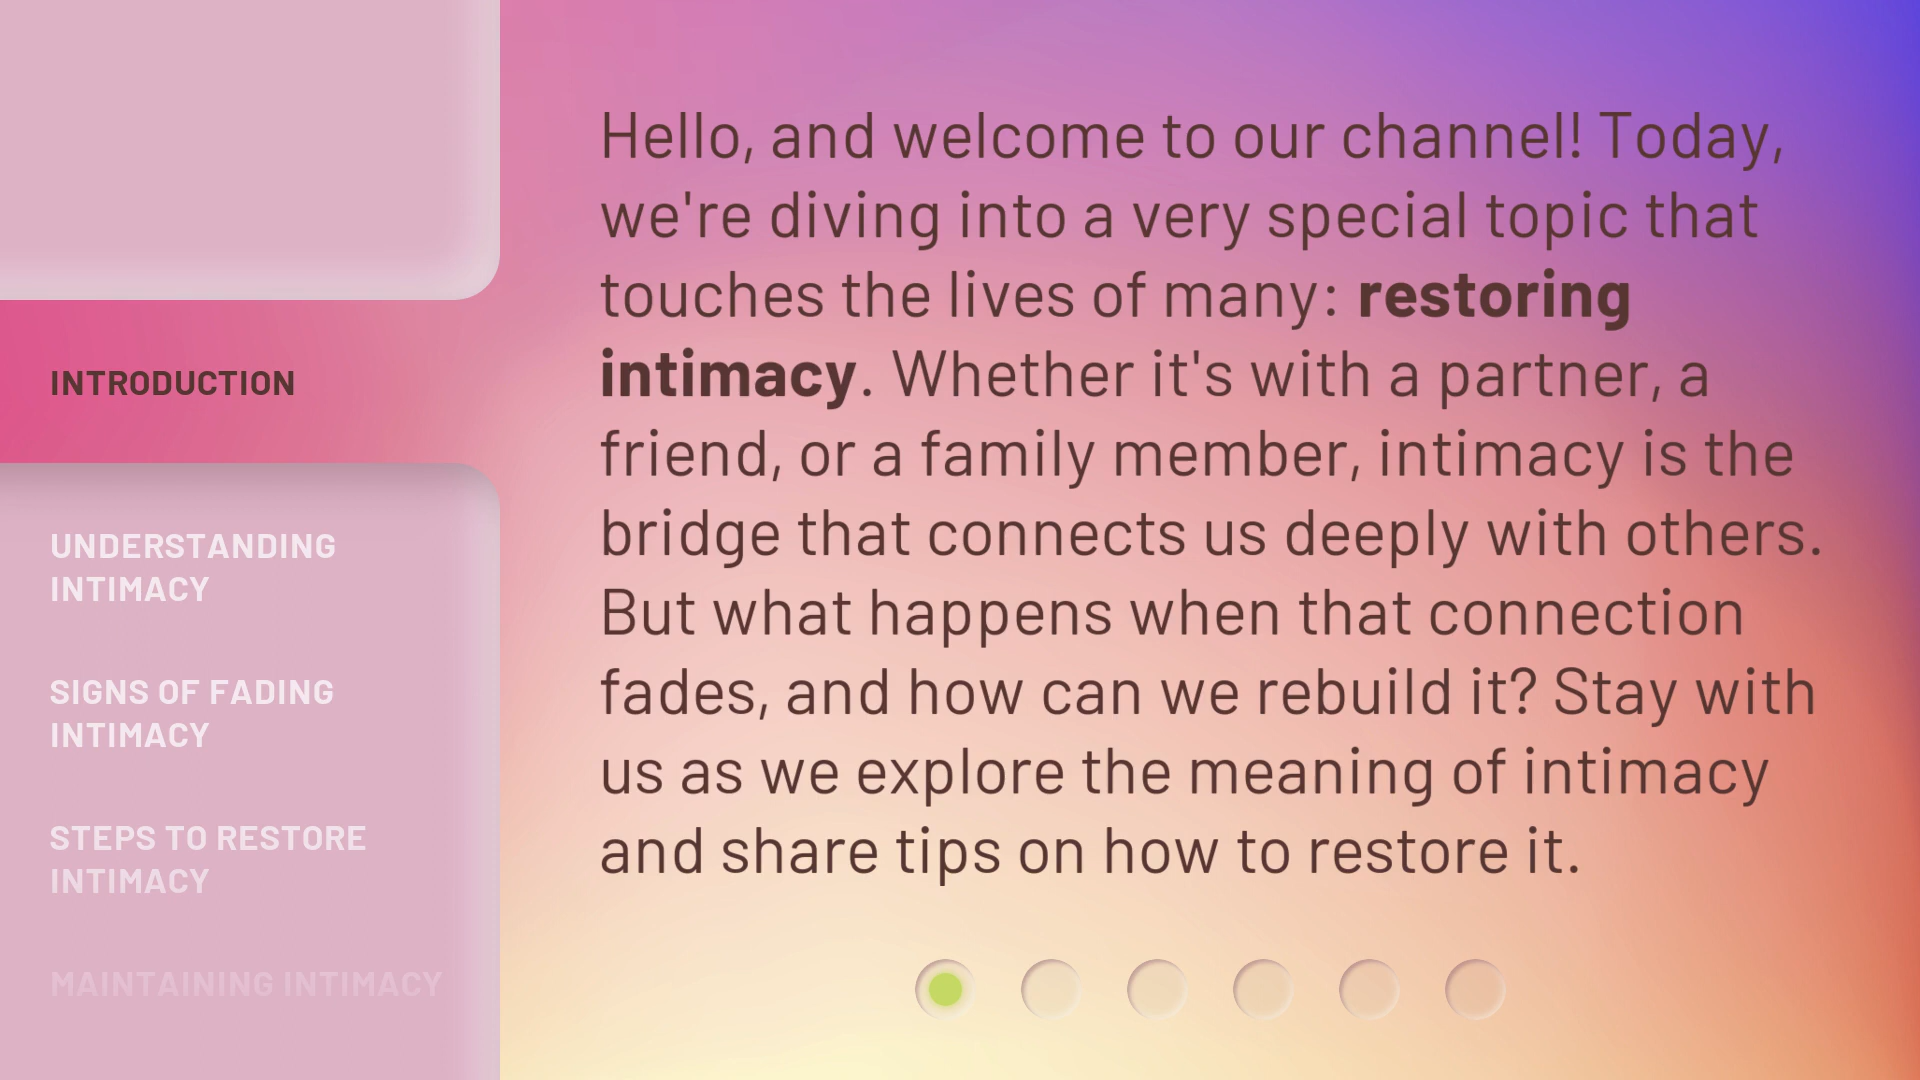 INTRODUCTION
UNDERSTANDING
INTIMACY
SIGNS OF FADING
INTIMACY
STEPS TO RESTORE
INTIMACY
MAINTAINING INTIMACY
Hello, and welcome to our channel! Today,
we're diving into a very special topic that
touches the lives of many: restoring
intimacy. Whether it's with a partner, a
friend, or a family member, intimacy is the
bridge that connects us deeply with others.
But what happens when that connection
fades, and how can we rebuild it? Stay with
us as we explore the meaning of intimacy
and share tips on how to restore it.